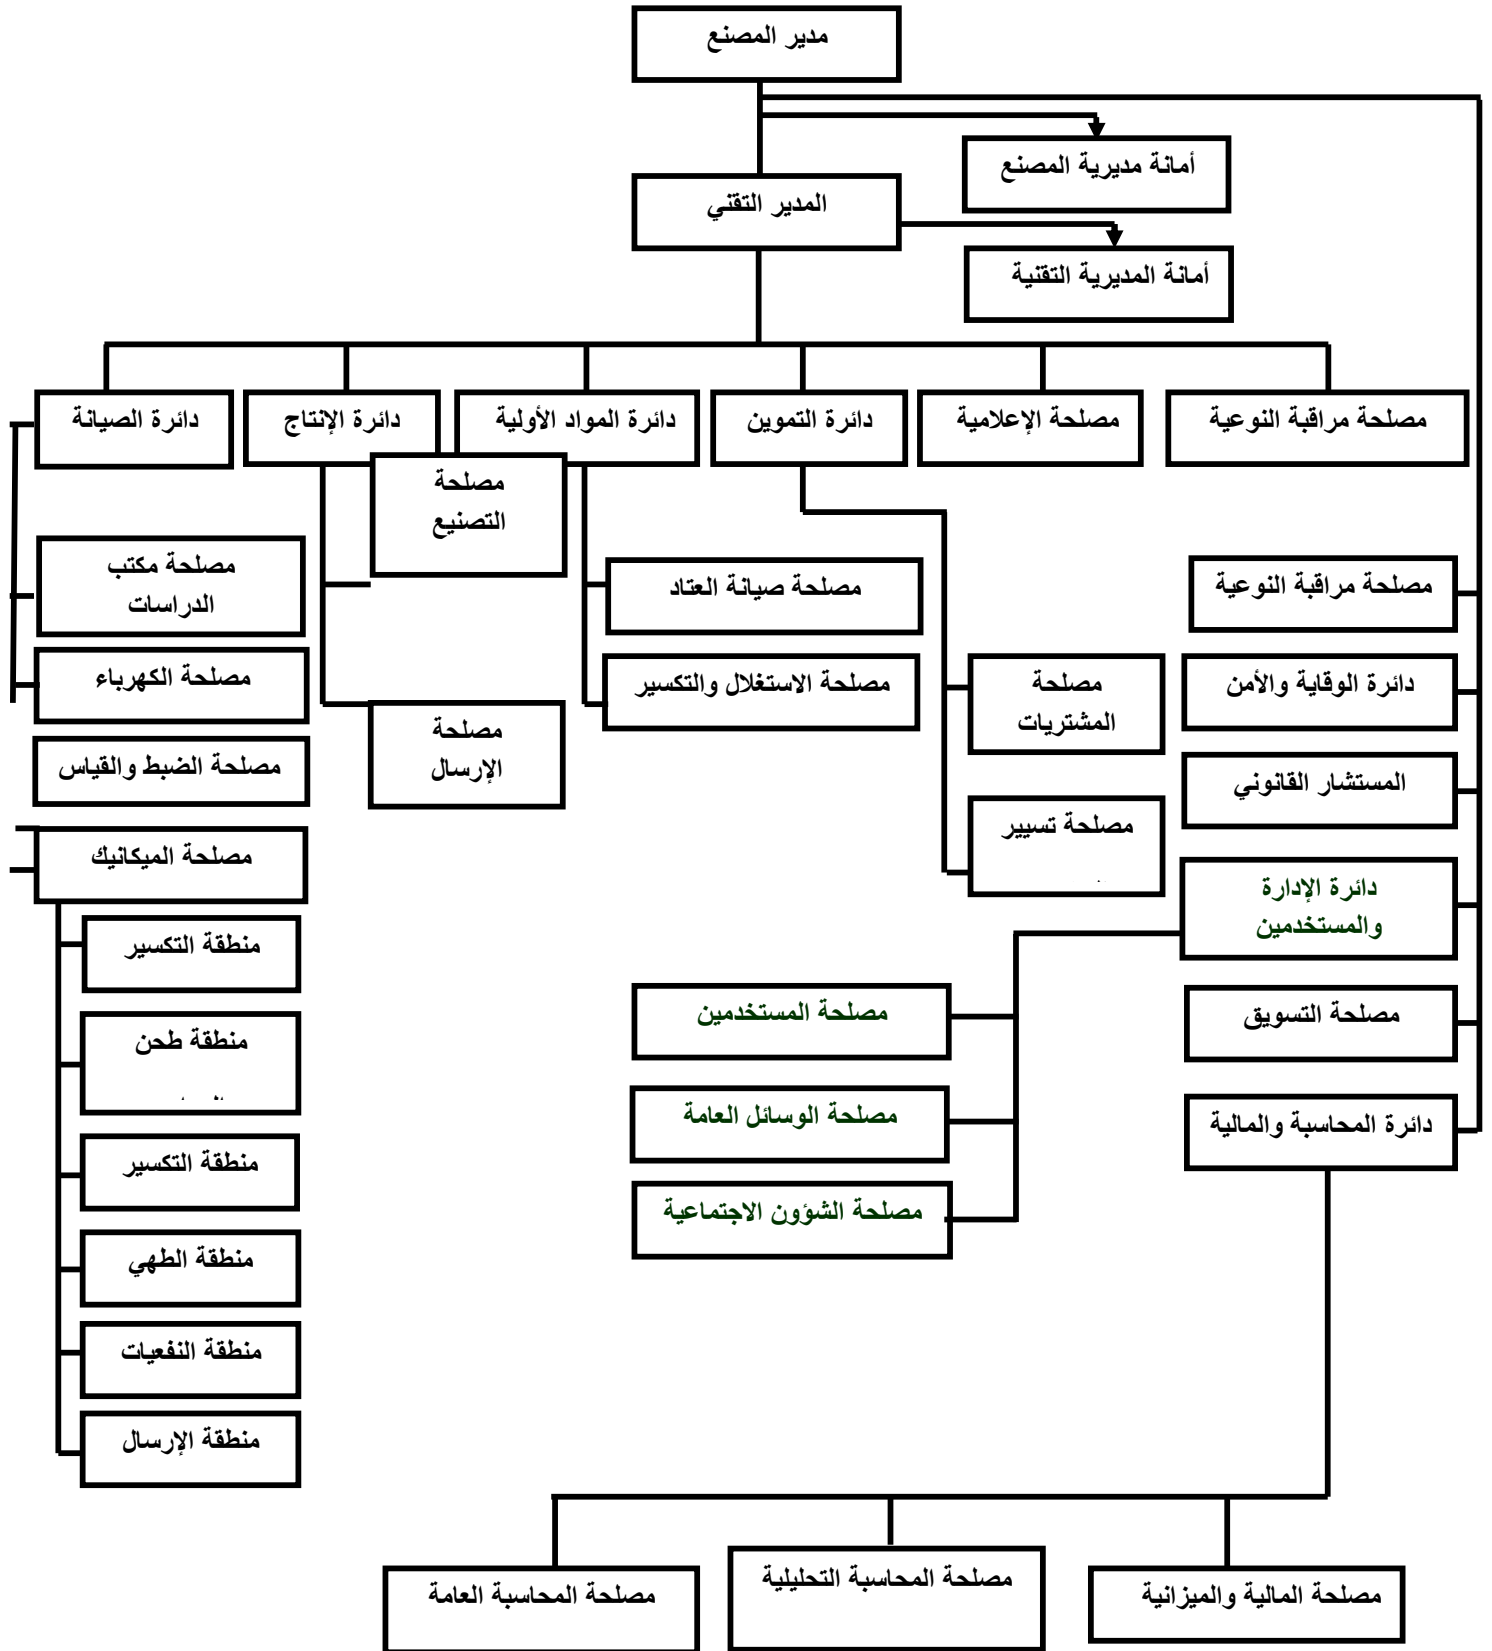 مدير المصنع
أمانة مديرية المصنع
المدير التقني
أمانة المديرية التقنية
مصلحة مراقبة النوعية
مصلحة الإعلامية
دائرة التموين
دائرة المواد الأولية
دائرة الإنتاج
دائرة الصيانة
مصلحة
التصنيع
مصلحة
الإرسال
مصلحة صيانة العتاد
مصلحة الاستغلال والتكسير
مصلحة
المشتريات
مصلحة تسيير
مصلحة مكتب
الدراسات
مصلحة الكهرباء
مصلحة الضبط والقياس
مصلحة الميكانيك
منطقة التكسير
منطقة طحن
منطقة التكسير
منطقة الطهي
منطقة النفعيات
منطقة الإرسال
مصلحة مراقبة النوعية
دائرة الوقاية والأمن
المستشار القانوني
دائرة الإدارة
والمستخدمين
مصلحة المستخدمين
مصلحة الوسائل العامة
مصلحة الشؤون الاجتماعية
مصلحة التسويق
دائرة المحاسبة والمالية
مصلحة المالية والميزانية
مصلحة المحاسبة التحليلية
مصلحة المحاسبة العامة